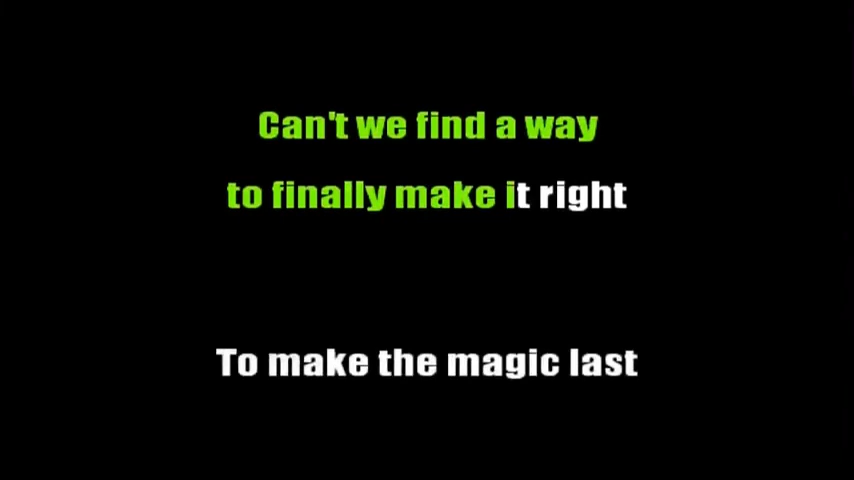 Can't we find a way
to finally make it right
To make the magic last